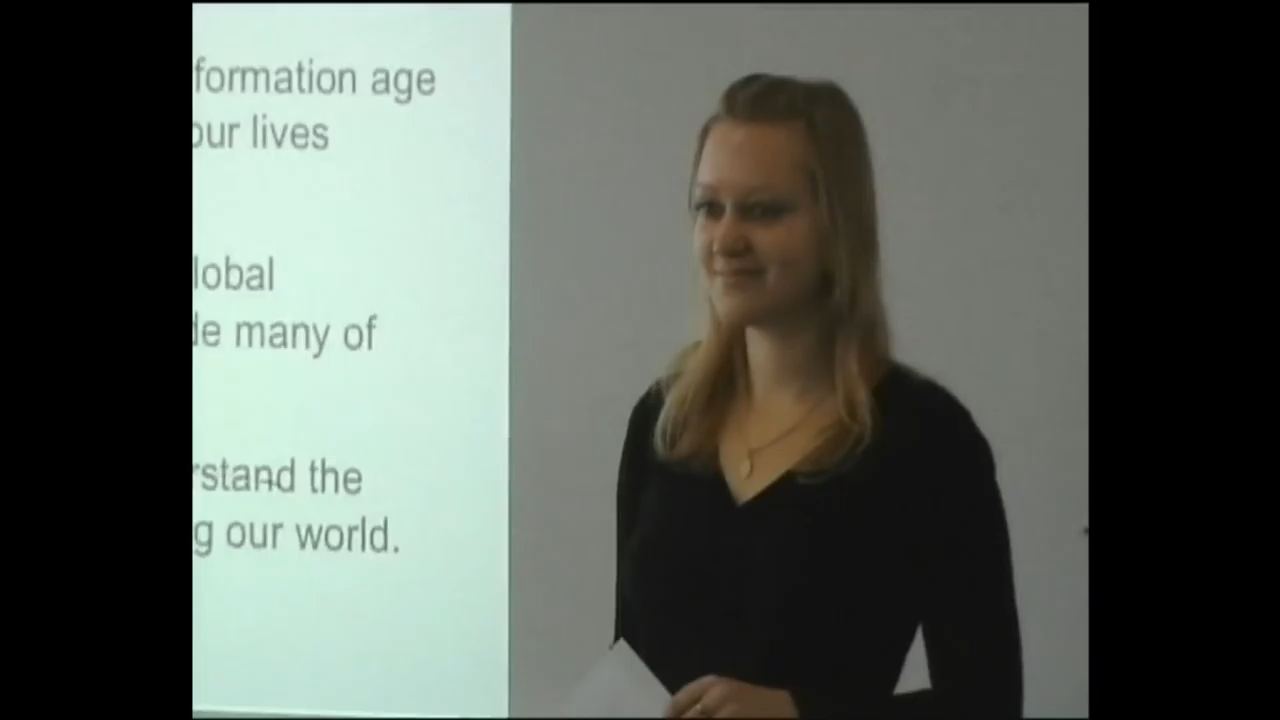 formation age
our lives
lobal
de many of
rstand the
g our world.